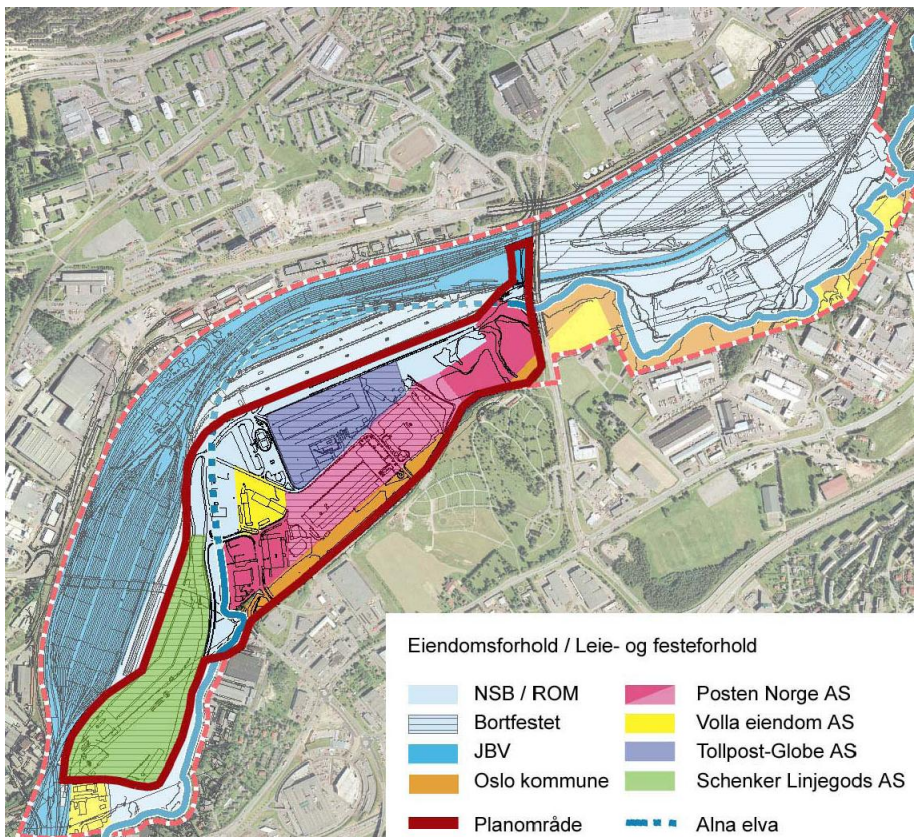 Eiendomsforhold / Leie- og festeforhold
NSB / ROM
Bortfestet
JBV
Oslo kommune
Planområde
Posten Norge AS
Volla eiendom AS
Tollpost-Globe AS
Schenker Linjegods AS
Alna elva